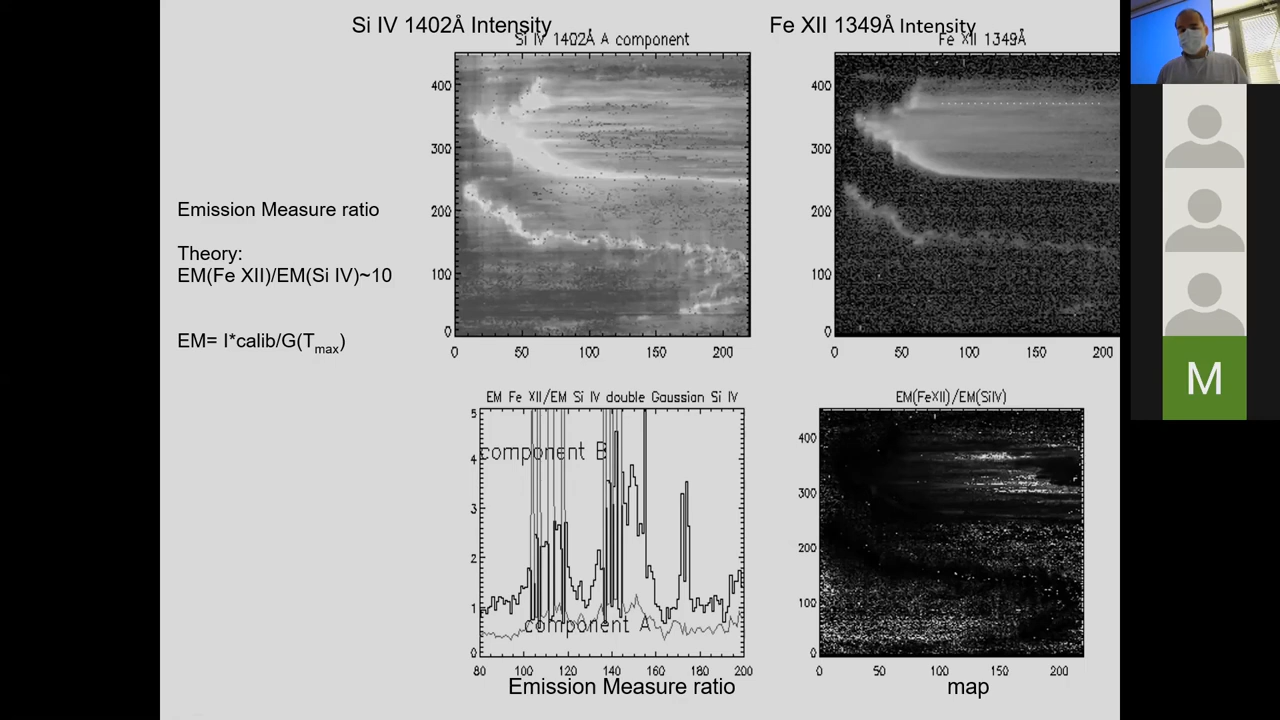 Si IV 1402Å Intensity
Fe XII 1349Å Intensity
Si IV 1402Å A component
Fe XII 1349Å
400
300
200
100
0
0 50 100 150 200
400
300
200
100
0
0 50 100 150 200
Emission Measure ratio
Theory:
EM(Fe XII)/EM(Si IV)~10
EM= I*calib/G(Tmax)
EM Fe XII/EM Si IV double Gaussian Si IV
5
4
3
2
1
0
component B
component A
80 100 120 140 160 180 200
Emission Measure ratio
EM(FeXII)/EM(SiIV)
400
300
200
100
0
0 50 100 150 200
map
M